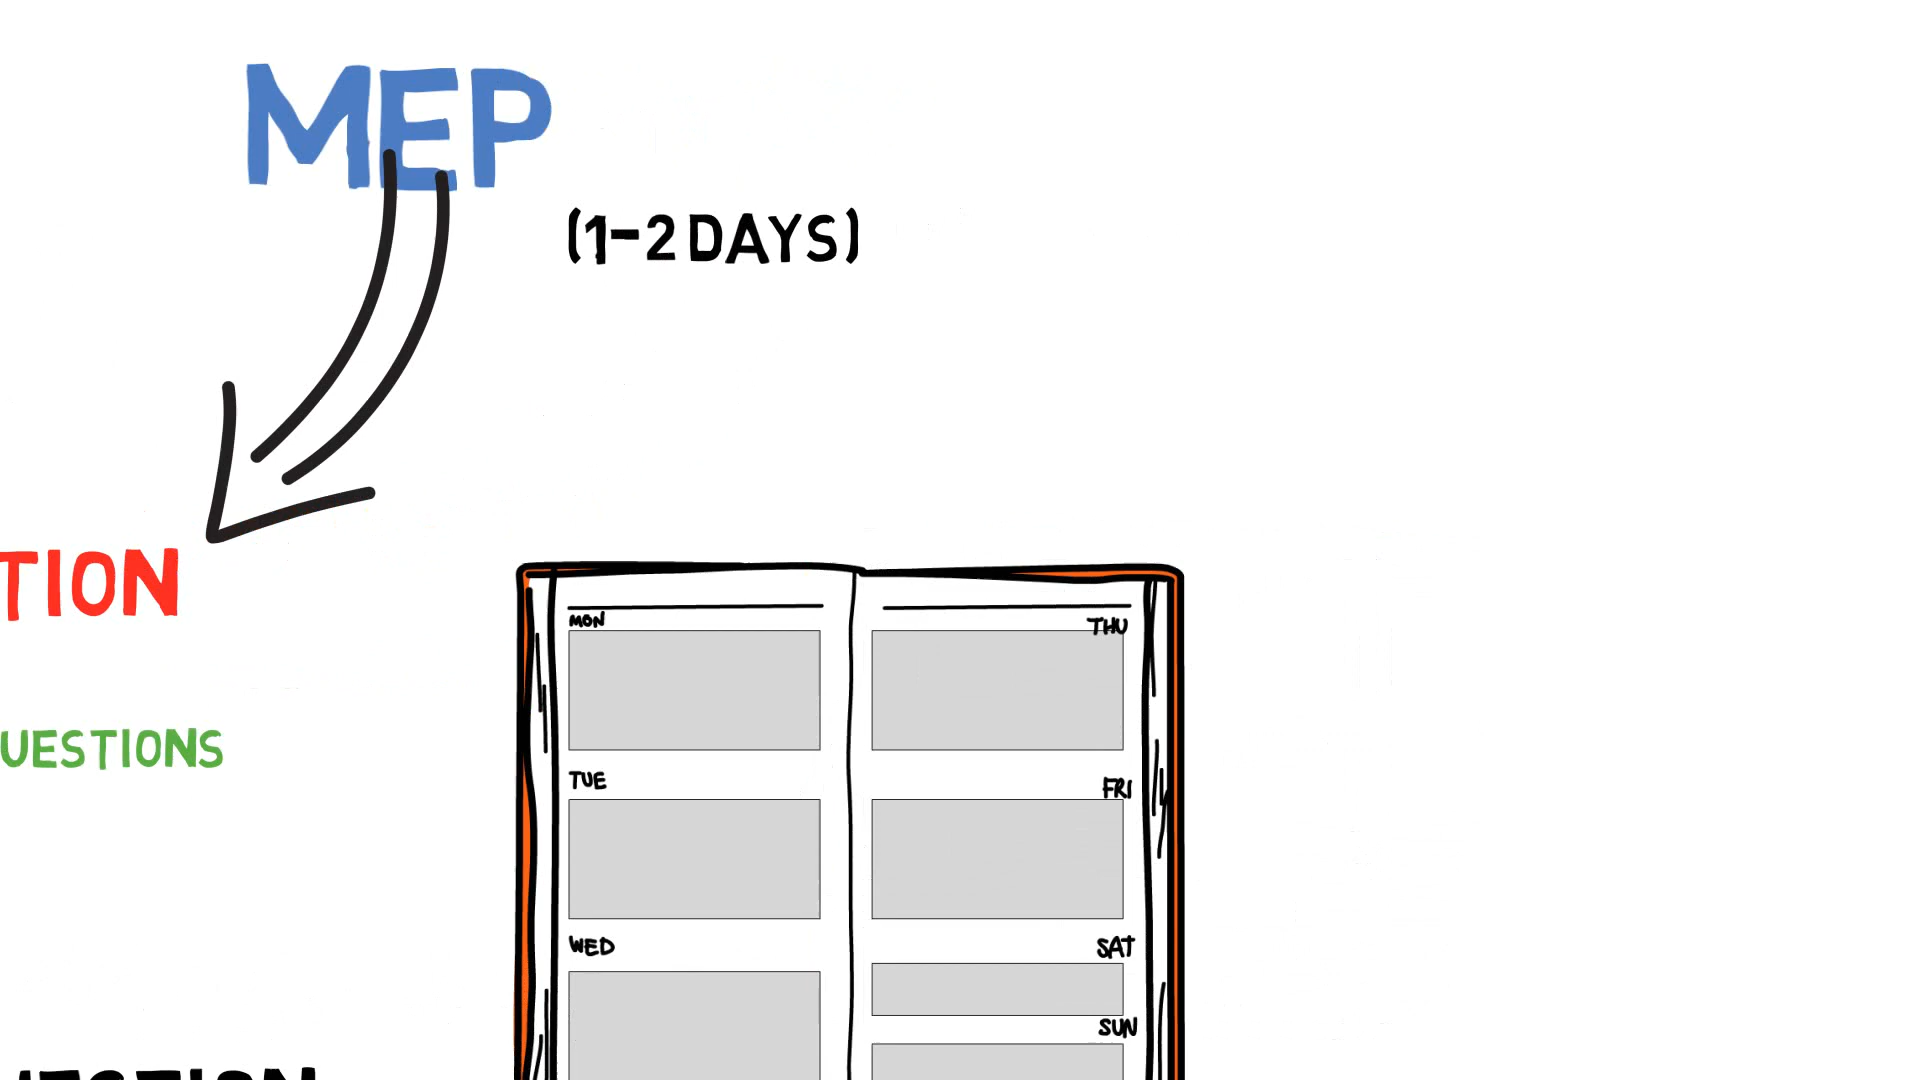 MEP
(1-2 DAYS)
TION
UESTIONS
MON
THU
TUE
FRI
WED
SAT
SUN